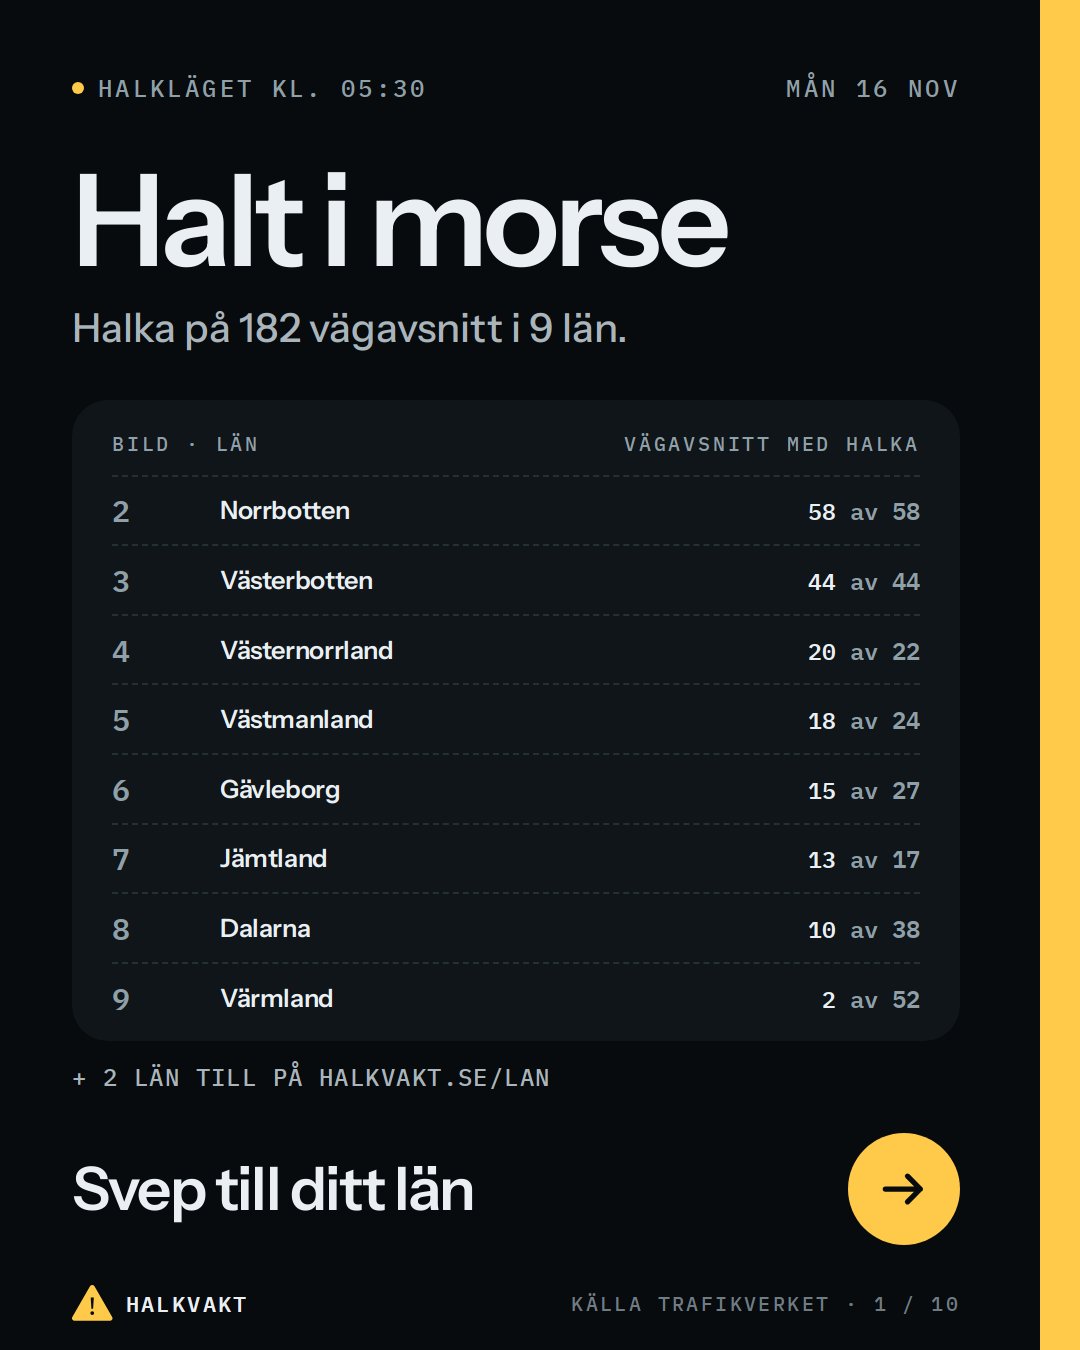 HALKLÄGET KL. 05:30 MÅN 16 NOV
Halt i morse
Halka på 182 vägavsnitt i 9 län.
BILD · LÄN VÄGAVSNITT MED HALKA
2 Norrbotten 58 av 58
3 Västerbotten 44 av 44
4 Västernorrland 20 av 22
5 Västmanland 18 av 24
6 Gävleborg 15 av 27
7 Jämtland 13 av 17
8 Dalarna 10 av 38
9 Värmland 2 av 52
+ 2 LÄN TILL PÅ HALKVAKT.SE/LAN
Svep till ditt län
HALKVAKT KÄLLA TRAFIKVERKET · 1 / 10